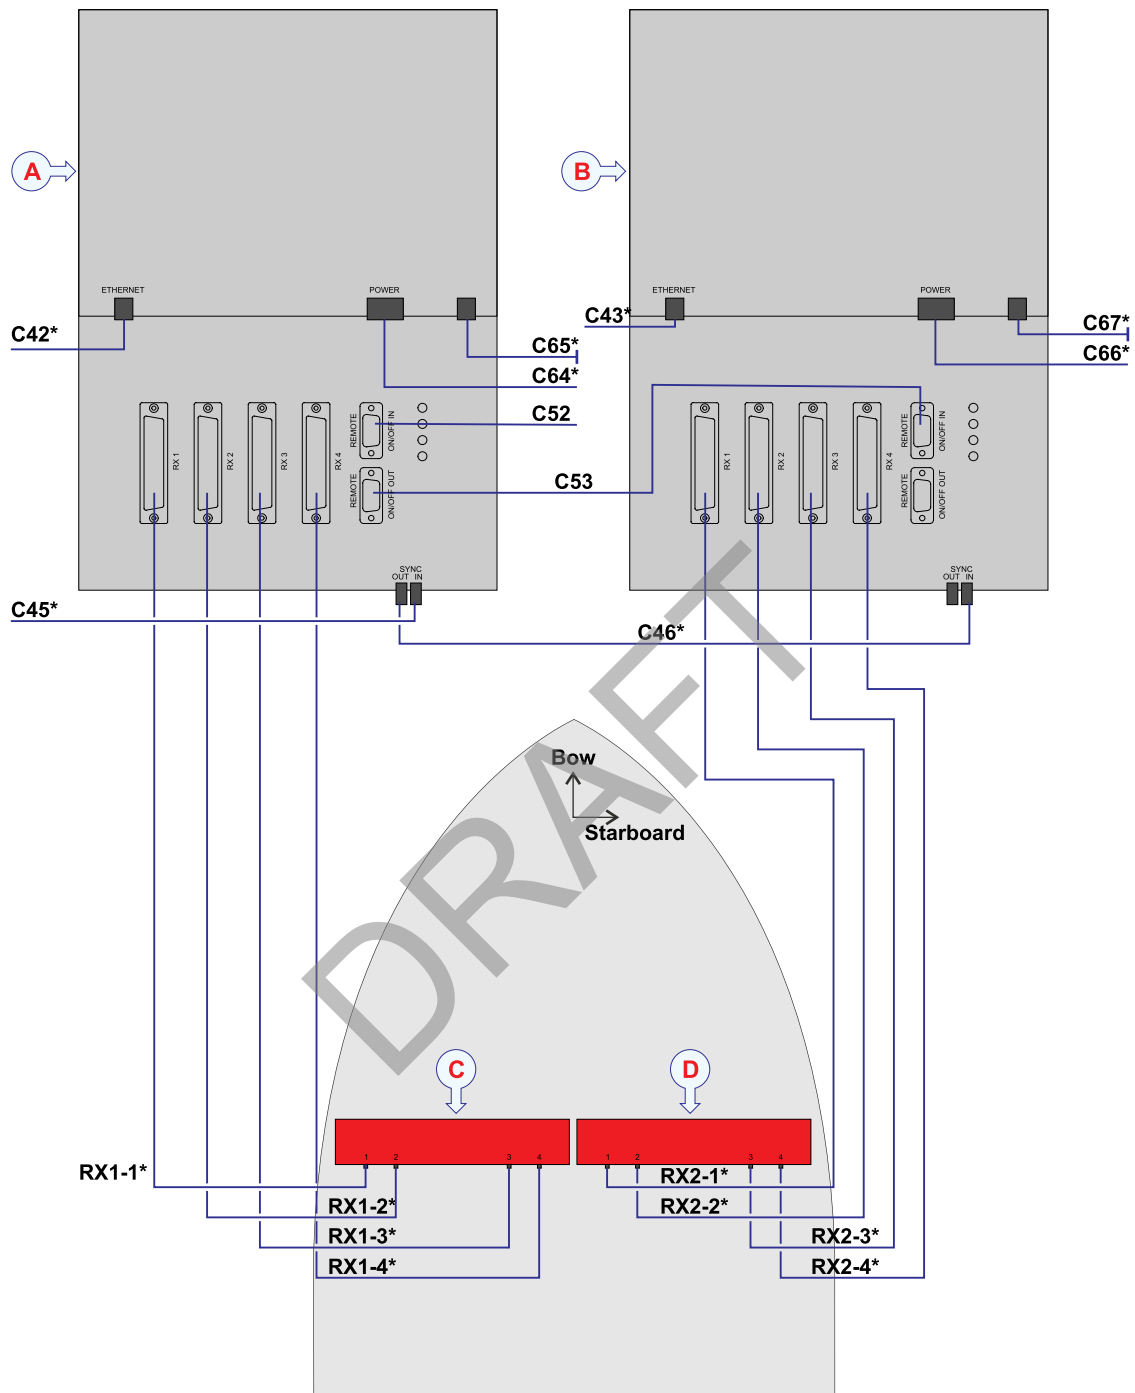 A
B
ETHERNET
POWER
ETHERNET
POWER
C42*
C43*
C65*
C64*
C67*
C66*
C52
C53
RX 1
RX 2
RX 3
RX 4
REMOTE
ON/OFF IN
REMOTE
ON/OFF OUT
RX 1
RX 2
RX 3
RX 4
REMOTE
ON/OFF IN
REMOTE
ON/OFF OUT
SYNC
OUT IN
SYNC
OUT IN
C45*
C46*
DRAFT
Bow
Starboard
C
D
1 2 3 4
1 2 3 4
RX1-1*
RX1-2*
RX1-3*
RX1-4*
RX2-1*
RX2-2*
RX2-3*
RX2-4*